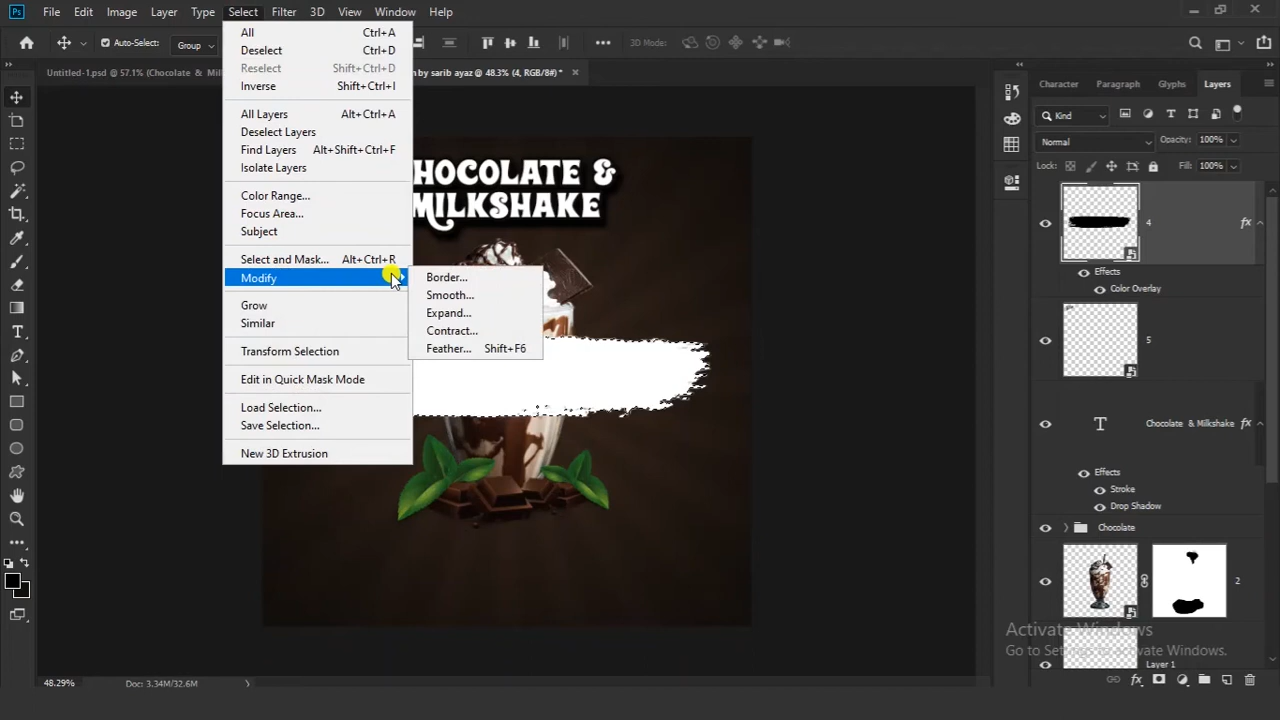 Ps File Edit Image Layer Type Select Filter 3D View Window Help
Auto-Select: Group 3D Mode:
Untitled-1.psd @ 57.1% (Chocolate & Mil n by sarib ayaz @ 48.3% (4, RGB/8#) *
All Ctrl+A
Deselect Ctrl+D
Reselect Shift+Ctrl+D
Inverse Shift+Ctrl+I
All Layers Alt+Ctrl+A
Deselect Layers
Find Layers Alt+Shift+Ctrl+F
Isolate Layers
Color Range...
Focus Area...
Subject
Select and Mask... Alt+Ctrl+R
Modify
Grow
Similar
Transform Selection
Edit in Quick Mask Mode
Load Selection...
Save Selection...
New 3D Extrusion
Border...
Smooth...
Expand...
Contract...
Feather... Shift+F6
HOCOLATE &
MILKSHAKE
Character Paragraph Layers
Kind
Normal Opacity: 100%
Lock: Fill: 100%
4 fx
Effects
Color Overlay
5
T Chocolate & Milkshake fx
Effects
Stroke
Drop Shadow
Chocolate
2
Layer 1
Activate Windows
Go to Settings to activate Windows.
48.29% Doc: 3.34M/32.6M